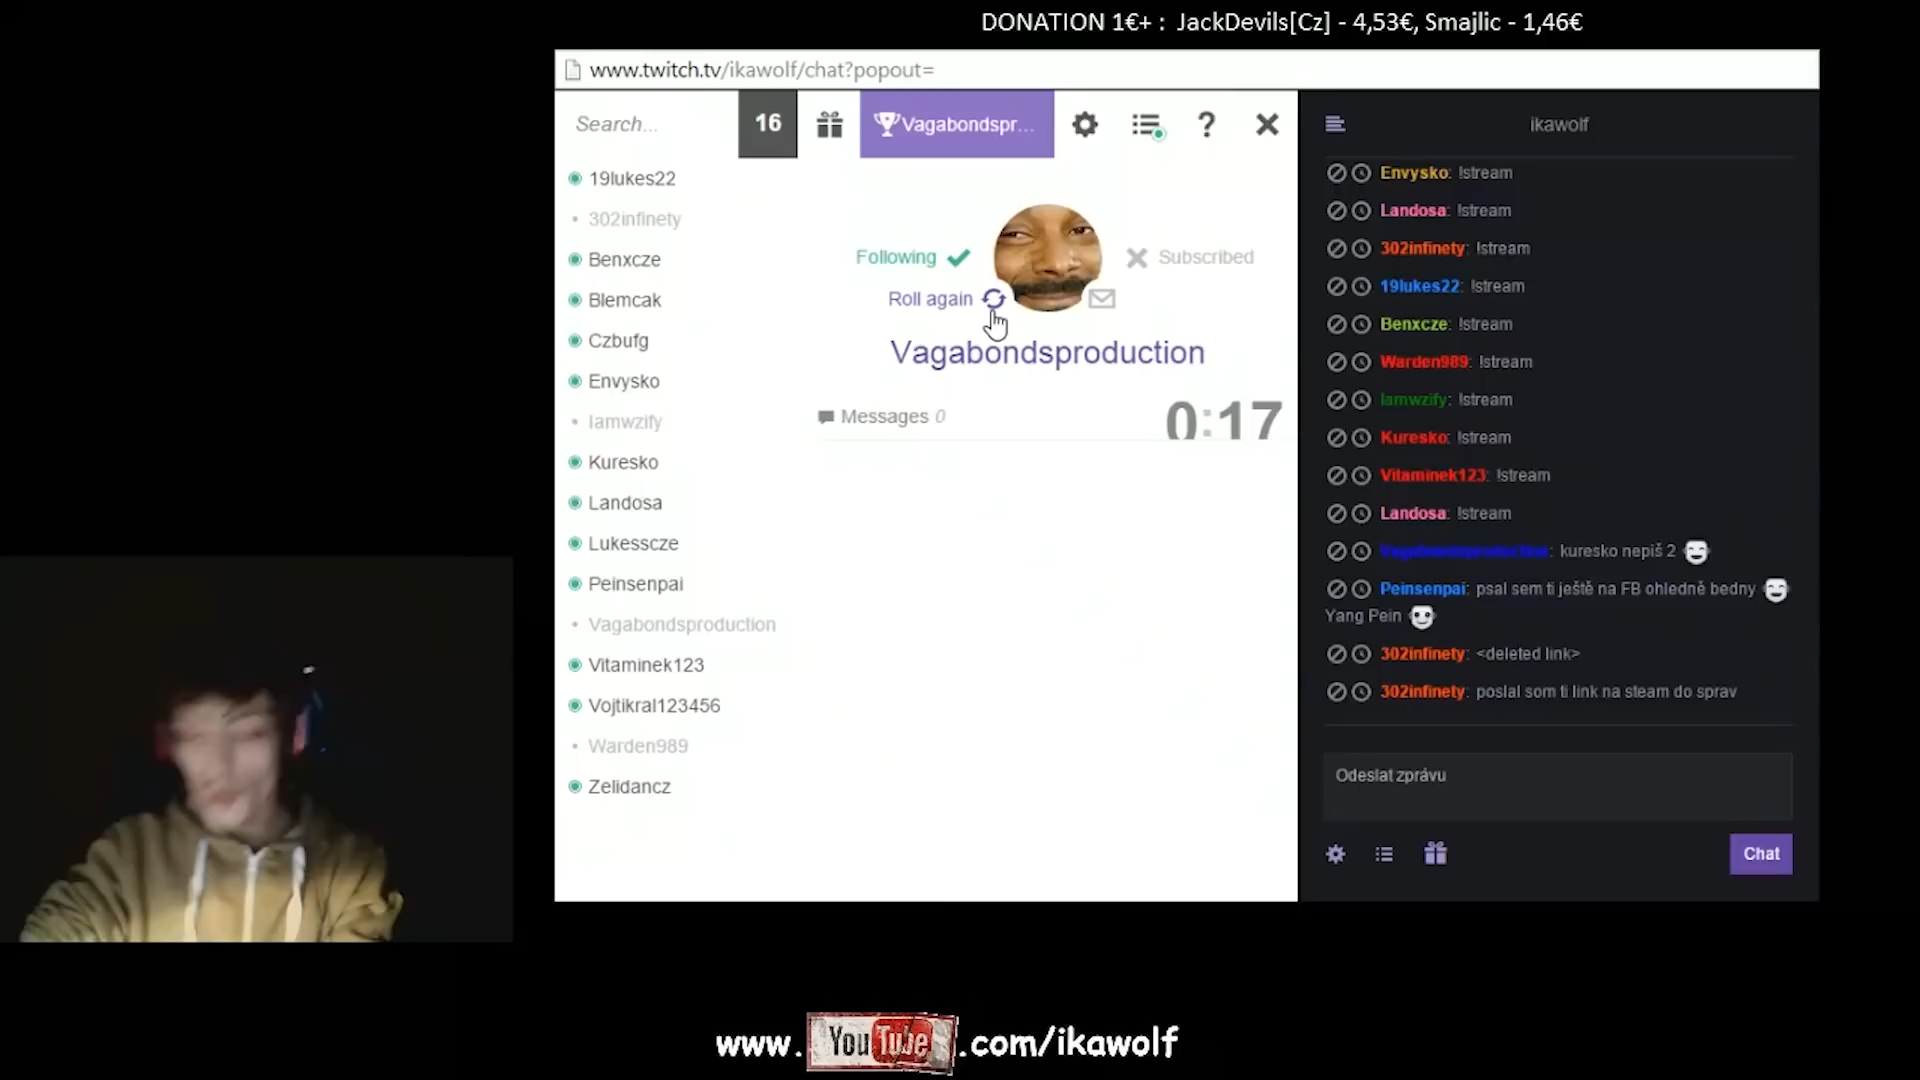 DONATION 1€+ : JackDevils[Cz] - 4,53€, Smajlic - 1,46€
www.twitch.tv/ikawolf/chat?popout=
Search...
16
Vagabondspr...
?
19lukes22
302infinety
Benxcze
Blemcak
Czbufg
Envysko
Iamwzify
Kuresko
Landosa
Lukesscze
Peinsenpai
Vagabondsproduction
Vitaminek123
Vojtikral123456
Warden989
Zelidancz
Following
Subscribed
Roll again
Vagabondsproduction
Messages 0
0:17
ikawolf
Envysko: !stream
Landosa: !stream
302infinety: !stream
19lukes22: !stream
Benxcze: !stream
Warden989: !stream
Iamwzify: !stream
Kuresko: !stream
Vitaminek123: !stream
Landosa: !stream
Vagabondsproduction: kuresko nepiš 2
Peinsenpai: psal sem ti ještě na FB ohledně bedny
Yang Pein
302infinety: <deleted link>
302infinety: poslal som ti link na steam do sprav
Odeslat zprávu
Chat
www.YouTube.com/ikawolf